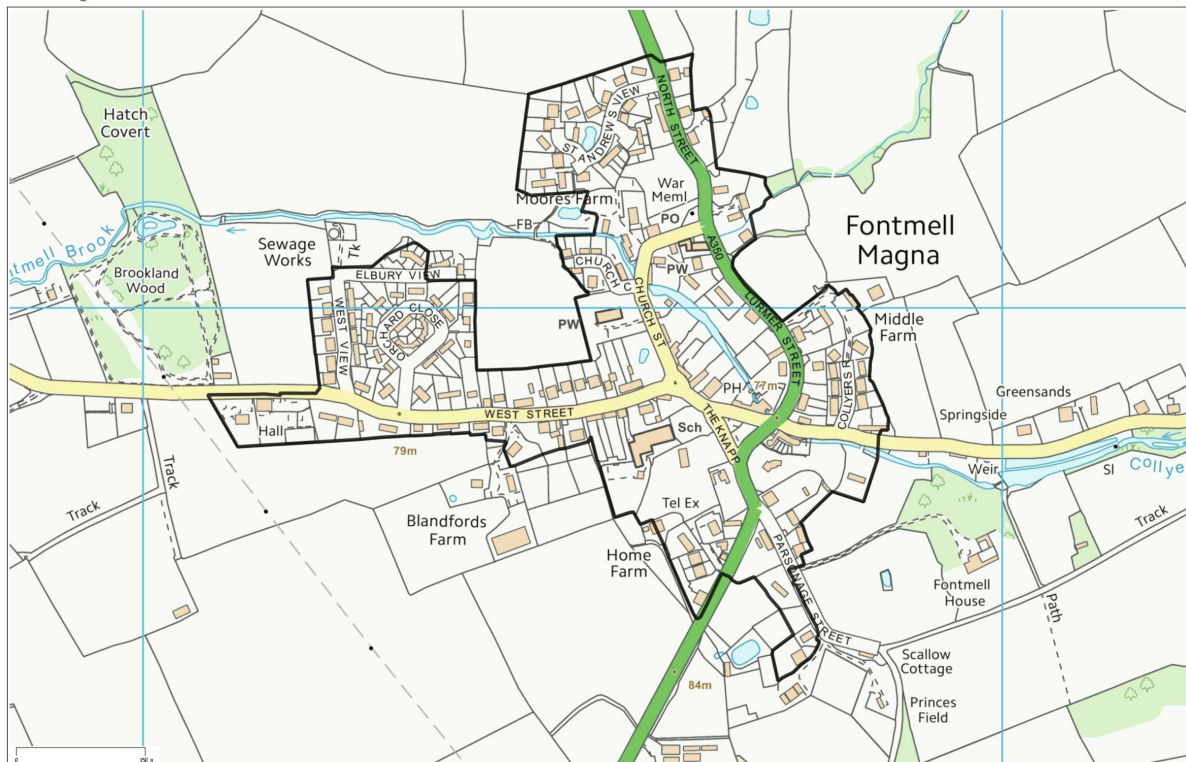 Hatch
Covert
NORTH STREET
ST ANDREWS VIEW
War
Meml
Moores Farm
PO
FB
Fontmell
Magna
A350
Brook
Sewage
Works
Tk
Brookland
Wood
ELBURY VIEW
CHURCH
PW
CHURCH ST
LURMER STREET
WEST VIEW
ORCHARD CLOSE
PW
Middle
Farm
COLLYERS R
PH
77m
Greensands
Springside
WEST STREET
THE KNAPP
Hall
Sch
79m
Weir
SI
Collye
Track
Tel Ex
Track
Track
Blandfords
Farm
Home
Farm
PARSONAGE STREET
Fontmell
House
Path
Scallow
Cottage
84m
Princes
Field
0